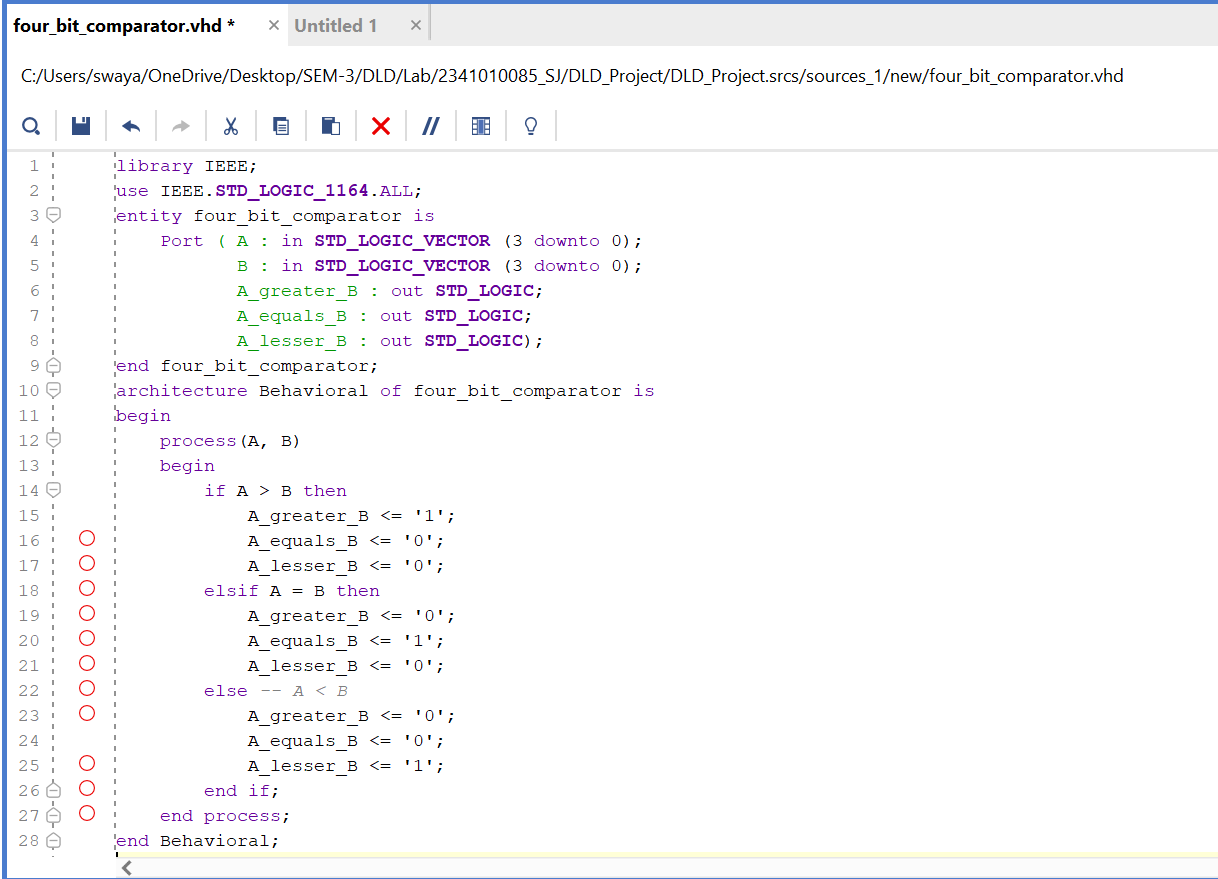 four_bit_comparator.vhd * × Untitled 1 ×
C:/Users/swaya/OneDrive/Desktop/SEM-3/DLD/Lab/2341010085_SJ/DLD_Project/DLD_Project.srcs/sources_1/new/four_bit_comparator.vhd
1 library IEEE;
2 use IEEE.STD_LOGIC_1164.ALL;
3 entity four_bit_comparator is
4     Port ( A : in STD_LOGIC_VECTOR (3 downto 0);
5            B : in STD_LOGIC_VECTOR (3 downto 0);
6            A_greater_B : out STD_LOGIC;
7            A_equals_B : out STD_LOGIC;
8            A_lesser_B : out STD_LOGIC);
9 end four_bit_comparator;
10 architecture Behavioral of four_bit_comparator is
11 begin
12     process(A, B)
13     begin
14         if A > B then
15             A_greater_B <= '1';
16             A_equals_B <= '0';
17             A_lesser_B <= '0';
18         elsif A = B then
19             A_greater_B <= '0';
20             A_equals_B <= '1';
21             A_lesser_B <= '0';
22         else -- A < B
23             A_greater_B <= '0';
24             A_equals_B <= '0';
25             A_lesser_B <= '1';
26         end if;
27     end process;
28 end Behavioral;